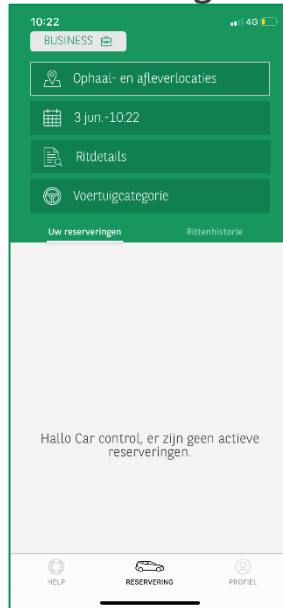 10:22 4G
BUSINESS
Ophaal- en afleverlocaties
3 jun.-10:22
Ritdetails
Voertuigcategorie
Uw reserveringen Rittenhistorie
Hallo Car control, er zijn geen actieve
reserveringen.
HELP RESERVERING PROFIEL